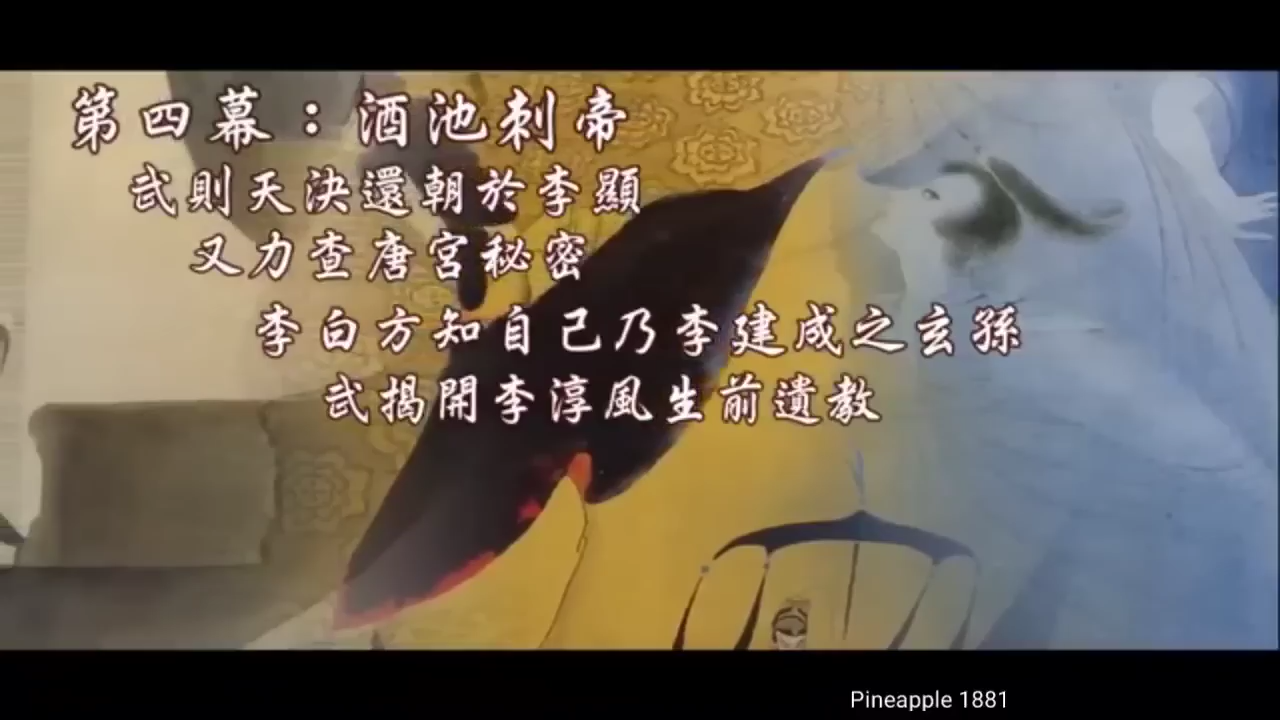 第四幕：酒池刺帝
武則天決還朝於李顯
又力查唐宮秘密
李白方知自己乃李建成之玄孫
武揭開李淳風生前遺教
Pineapple 1881